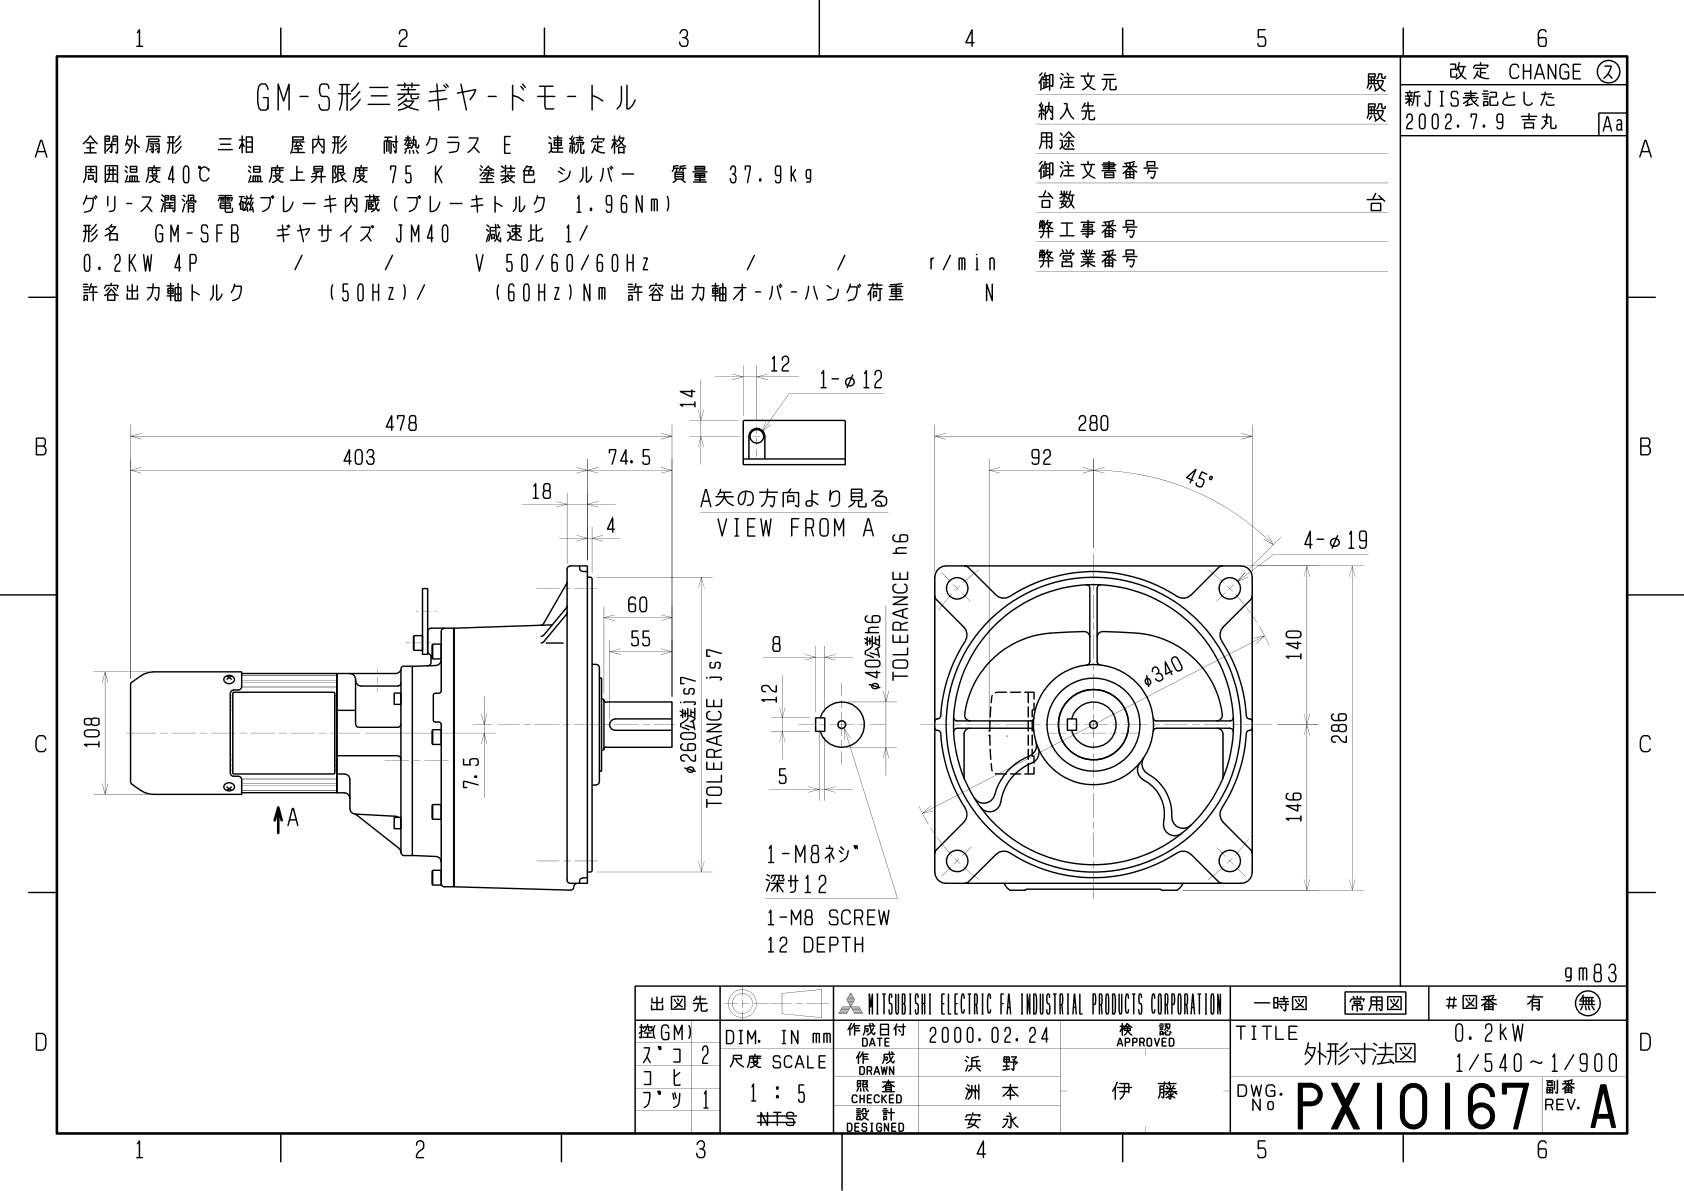 1 2 3 4 5 6
A
B
C
D
GM-S形三菱ギヤ-ドモ-トル
全閉外扇形 三相 屋内形 耐熱クラス E 連続定格
周囲温度40℃ 温度上昇限度 75 K 塗装色 シルバー 質量 37.9kg
グリ-ス潤滑 電磁ブレーキ内蔵(ブレーキトルク 1.96Nm)
形名 GM-SFB ギヤサイズ JM40 減速比 1/
0.2KW 4P / / V 50/60/60Hz / / r/min
許容出力軸トルク (50Hz)/ (60Hz)Nm 許容出力軸オ-バ-ハング荷重 N
御注文元 殿
納入先 殿
用途
御注文書番号
台数 台
弊工事番号
弊営業番号
改定 CHANGE ス
新JIS表記とした
2002.7.9 吉丸 Aa
A
B
C
D
478
403
74.5
18
4
60
55
108
7.5
A
φ260公差js7
TOLERANCE js7
12
14
1-φ12
A矢の方向より見る
VIEW FROM A
8
12
5
φ40公差h6
TOLERANCE h6
1-M8ネジ
深サ12
1-M8 SCREW
12 DEPTH
280
92
45°
4-φ19
φ340
140
146
286
gm83
出図先
控(GM)
ズコ 2
コヒ
ブツ 1
DIM. IN mm
尺度 SCALE
1 : 5
NTS
MITSUBISHI ELECTRIC FA INDUSTRIAL PRODUCTS CORPORATION
作成日付
DATE
2000.02.24
検 認
APPROVED
作 成
DRAWN
浜 野
照 査
CHECKED
洲 本
伊 藤
設 計
DESIGNED
安 永
一時図 常用図 #図番 有 無
TITLE
外形寸法図
0.2kW
1/540~1/900
DWG.
No
PX10167
副番
REV.
A
1 2 3 4 5 6